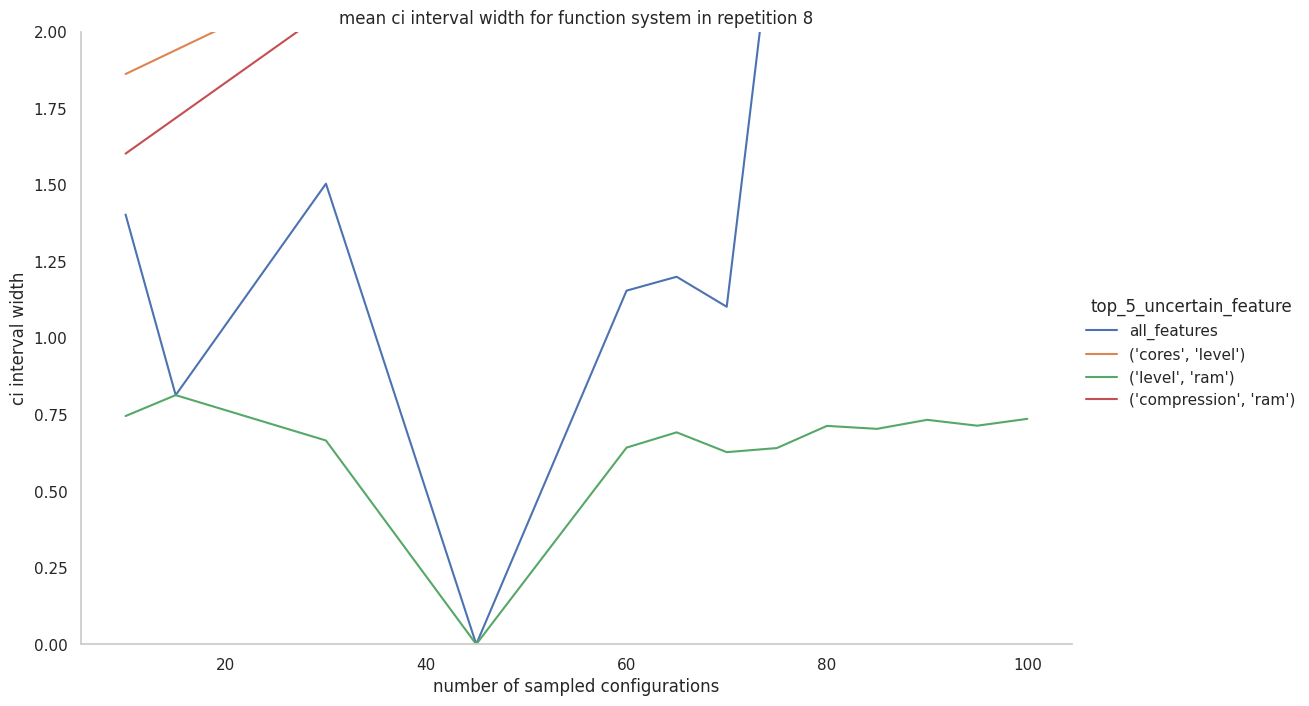 mean ci interval width for function system in repetition 8
2.00
1.75
1.50
1.25
1.00
0.75
0.50
0.25
0.00
ci interval width
20
40
60
80
100
number of sampled configurations
top_5_uncertain_feature
all_features
('cores', 'level')
('level', 'ram')
('compression', 'ram')